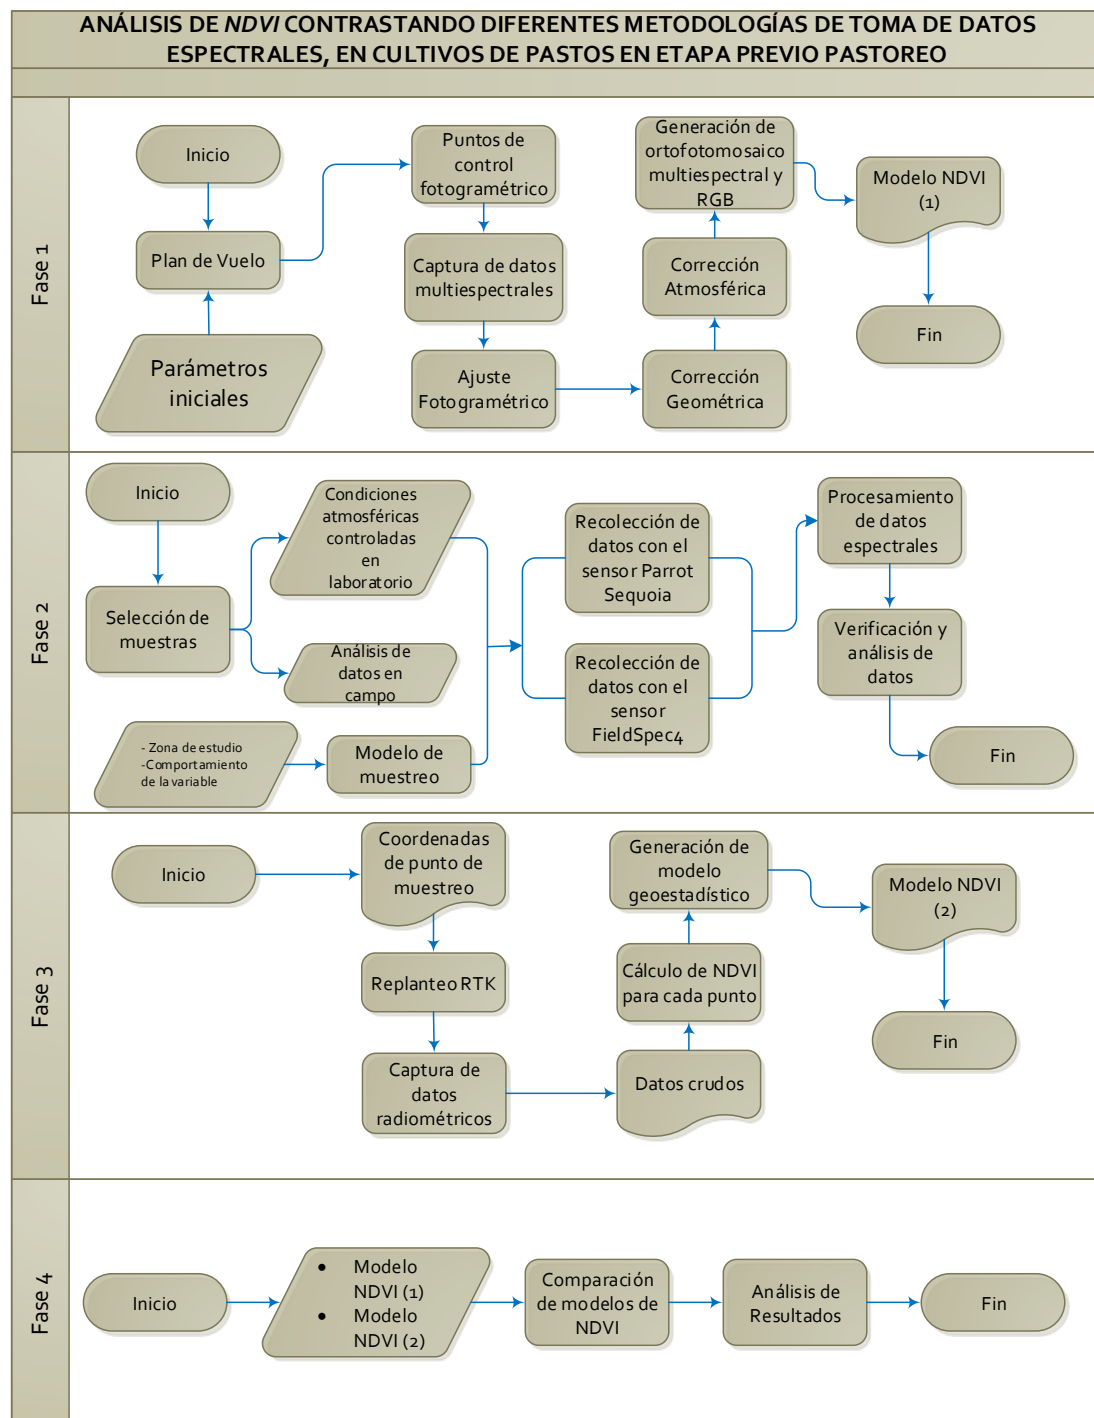 ANÁLISIS DE NDVI CONTRASTANDO DIFERENTES METODOLOGÍAS DE TOMA DE DATOS
ESPECTRALES, EN CULTIVOS DE PASTOS EN ETAPA PREVIO PASTOREO
Fase 1
Inicio
Plan de Vuelo
Parámetros
iniciales
Puntos de
control
fotogramétrico
Captura de datos
multiespectrales
Ajuste
Fotogramétrico
Corrección
Geométrica
Corrección
Atmosférica
Generación de
ortofotomosaico
multiespectral y
RGB
Modelo NDVI
(1)
Fin
Fase 2
Inicio
Selección de
muestras
Condiciones
atmosféricas
controladas
en
laboratorio
Análisis de
datos en
campo
- Zona de estudio
-Comportamiento
de la variable
Modelo de
muestreo
Recolección de
datos con el
sensor Parrot
Sequoia
Recolección de
datos con el
sensor
FieldSpec4
Procesamiento
de datos
espectrales
Verificación y
análisis de
datos
Fin
Fase 3
Inicio
Coordenadas
de punto de
muestreo
Replanteo RTK
Captura de
datos
radiométricos
Datos crudos
Cálculo de NDVI
para cada punto
Generación de
modelo
geoestadístico
Modelo NDVI
(2)
Fin
Fase 4
Inicio
• Modelo
NDVI (1)
• Modelo
NDVI (2)
Comparación
de modelos de
NDVI
Análisis de
Resultados
Fin